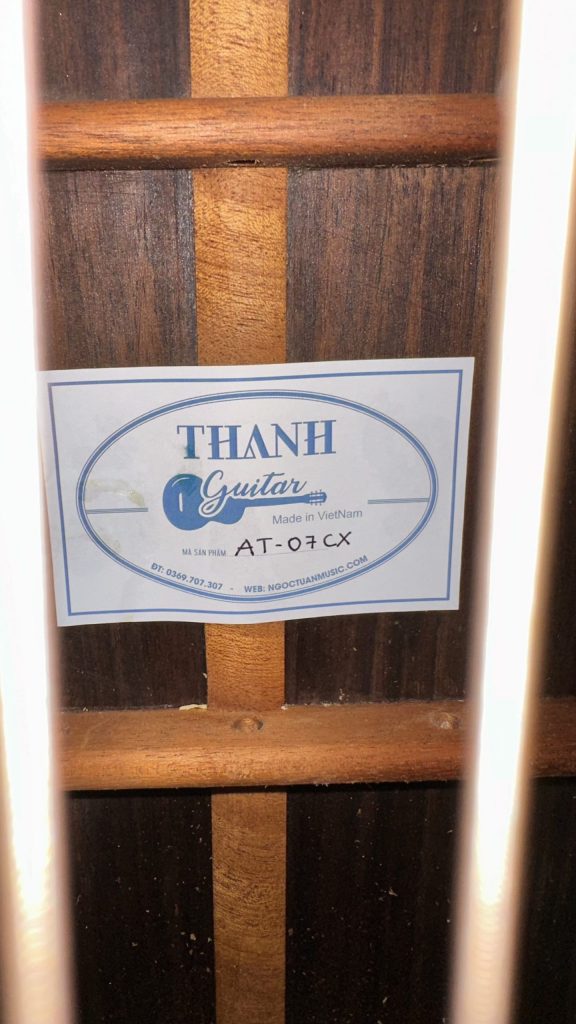 THANH
Guitar
Made in VietNam
MÃ SẢN PHẨM: AT-07CX
ĐT: 0369.707.307 - WEB: NGOCTUANMUSIC.COM